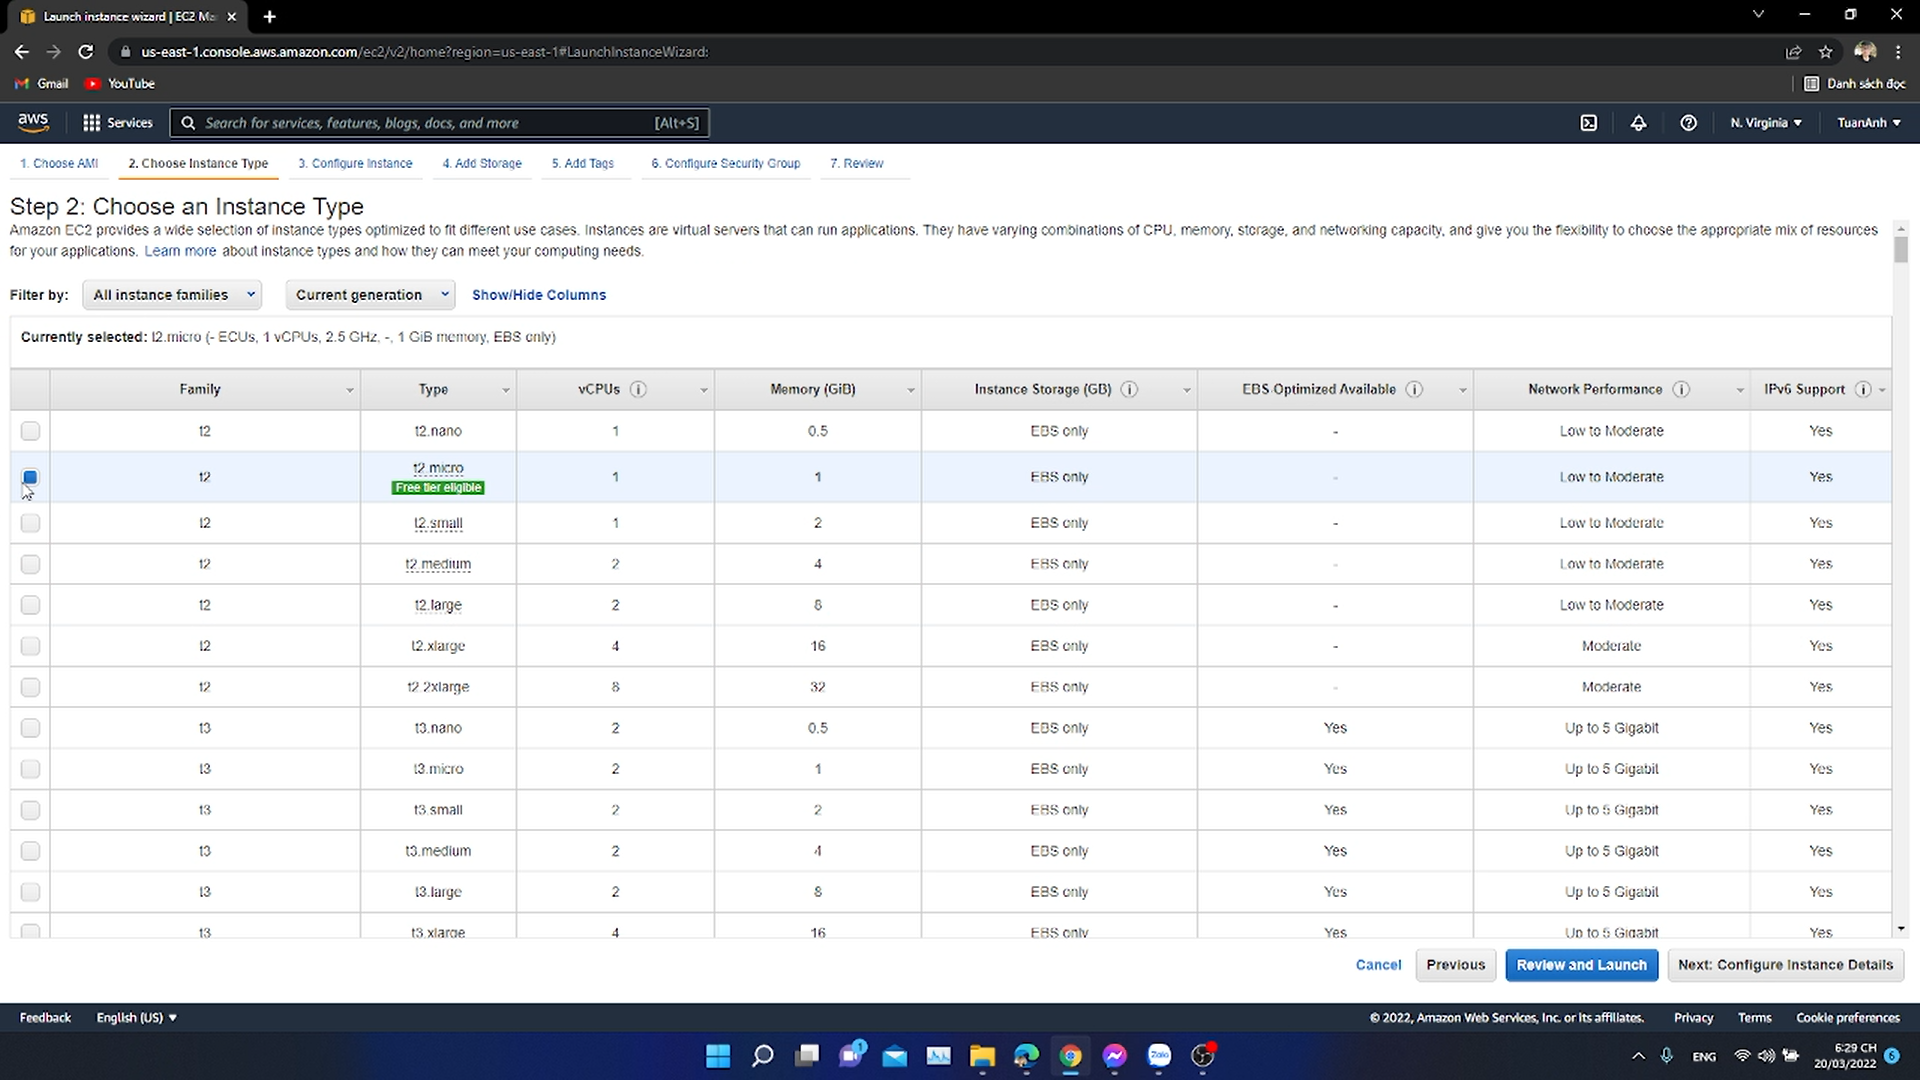 Launch instance wizard | EC2 Ma
us-east-1.console.aws.amazon.com/ec2/v2/home?region=us-east-1#LaunchInstanceWizard:
Gmail YouTube Danh sách đọc
aws Services Search for services, features, blogs, docs, and more [Alt+S] N. Virginia TuanAnh
1. Choose AMI 2. Choose Instance Type 3. Configure Instance 4. Add Storage 5. Add Tags 6. Configure Security Group 7. Review
Step 2: Choose an Instance Type
Amazon EC2 provides a wide selection of instance types optimized to fit different use cases. Instances are virtual servers that can run applications. They have varying combinations of CPU, memory, storage, and networking capacity, and give you the flexibility to choose the appropriate mix of resources
for your applications. Learn more about instance types and how they can meet your computing needs.
Filter by: All instance families Current generation Show/Hide Columns
Currently selected: t2.micro (- ECUs, 1 vCPUs, 2.5 GHz, -, 1 GiB memory, EBS only)
Family Type vCPUs Memory (GiB) Instance Storage (GB) EBS-Optimized Available Network Performance IPv6 Support
t2 t2.nano 1 0.5 EBS only - Low to Moderate Yes
t2 t2.micro 1 1 EBS only - Low to Moderate Yes
Free tier eligible
t2 t2.small 1 2 EBS only - Low to Moderate Yes
t2 t2.medium 2 4 EBS only - Low to Moderate Yes
t2 t2.large 2 8 EBS only - Low to Moderate Yes
t2 t2.xlarge 4 16 EBS only - Moderate Yes
t2 t2.2xlarge 8 32 EBS only - Moderate Yes
t3 t3.nano 2 0.5 EBS only Yes Up to 5 Gigabit Yes
t3 t3.micro 2 1 EBS only Yes Up to 5 Gigabit Yes
t3 t3.small 2 2 EBS only Yes Up to 5 Gigabit Yes
t3 t3.medium 2 4 EBS only Yes Up to 5 Gigabit Yes
t3 t3.large 2 8 EBS only Yes Up to 5 Gigabit Yes
t3 t3.xlarge 4 16 EBS only Yes Up to 5 Gigabit Yes
Cancel Previous Review and Launch Next: Configure Instance Details
Feedback English (US) © 2022, Amazon Web Services, Inc. or its affiliates. Privacy Terms Cookie preferences
1 Zalo ENG 6:29 CH 6
20/03/2022